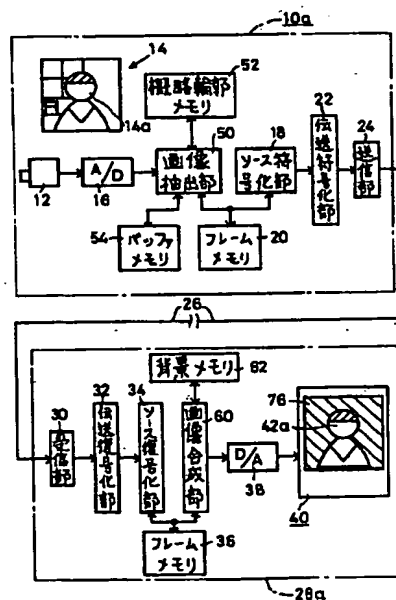 10a
14
14a
52
概略輪郭
メモリ
12
A/D
16
50
画像
抽出部
18
ソース符
号化部
22
伝送符号化部
24
送信部
54
バッファ
メモリ
フレーム
メモリ
20
26
背景メモリ
62
30
受信部
32
伝送復号化部
34
ソース復号化部
60
画像合成部
D/A
38
76
42a
40
フレーム
メモリ
36
28a